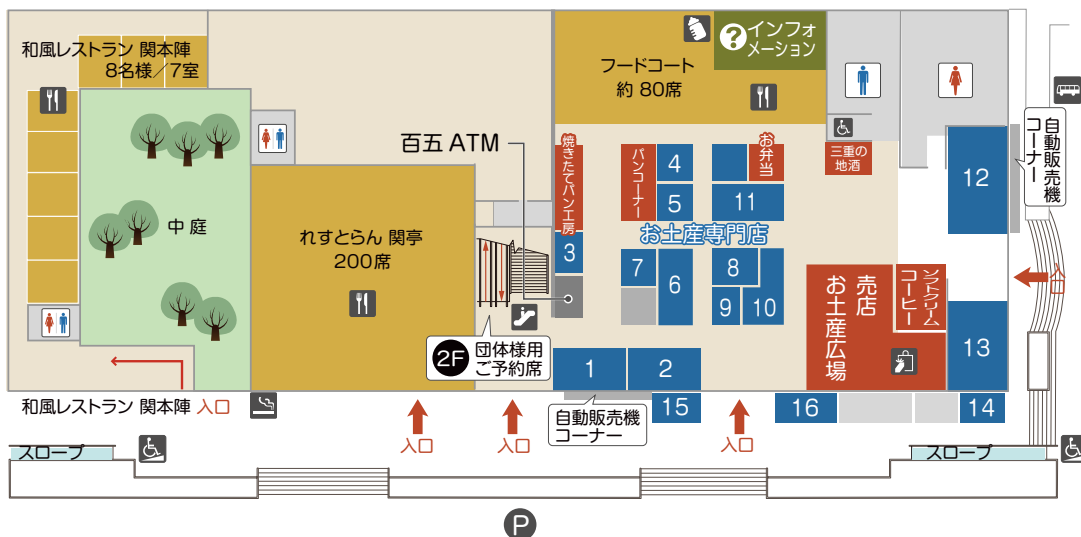 和風レストラン 関本陣
8名様／7室
フードコート
約 80席
?インフォ
メーション
自動販売機
コーナー
百五 ATM
焼きたてパン工房
パンコーナー
4
5
お弁当
11
三重の
地酒
12
中 庭
れすとらん 関亭
200席
お土産専門店
3
7
6
8
9
10
ソフトクリーム
コーヒー
売店
お土産広場
入口
13
2F
団体様用
ご予約席
1
2
和風レストラン 関本陣 入口
自動販売機
コーナー
15
16
14
入口
入口
入口
スロープ
スロープ
P